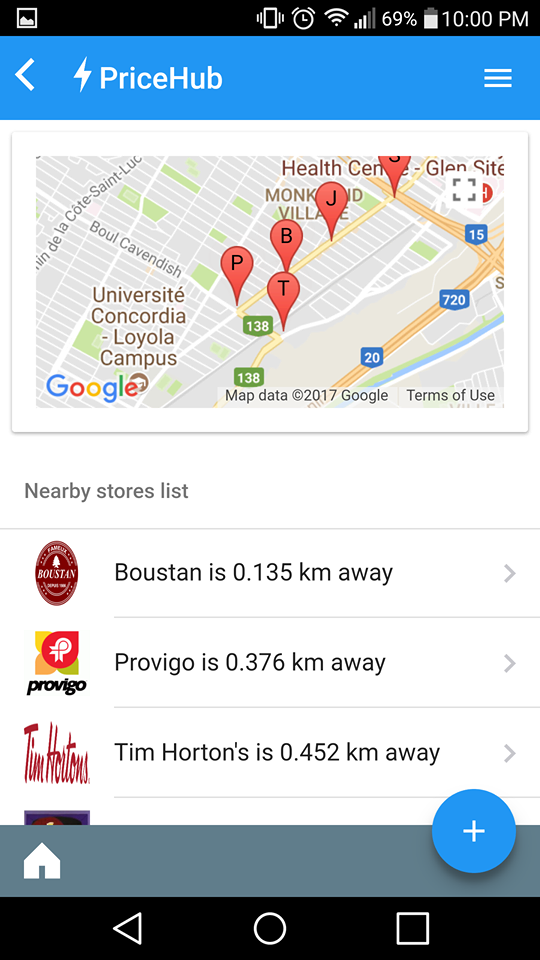 69% 10:00 PM
PriceHub
Health Cen e - Glen Site
S
MONK ND
VILLAGE
J
B
P
T
H
15
720
20
138
138
in de la Côte-Saint-Luc
Boul Cavendish
Université
Concordia
- Loyola
Campus
Google
Map data ©2017 Google Terms of Use
Nearby stores list
FAMEUX
BOUSTAN
DEPUIS 1986
Boustan is 0.135 km away
provigo
Provigo is 0.376 km away
Tim Hortons.
Tim Horton's is 0.452 km away
+